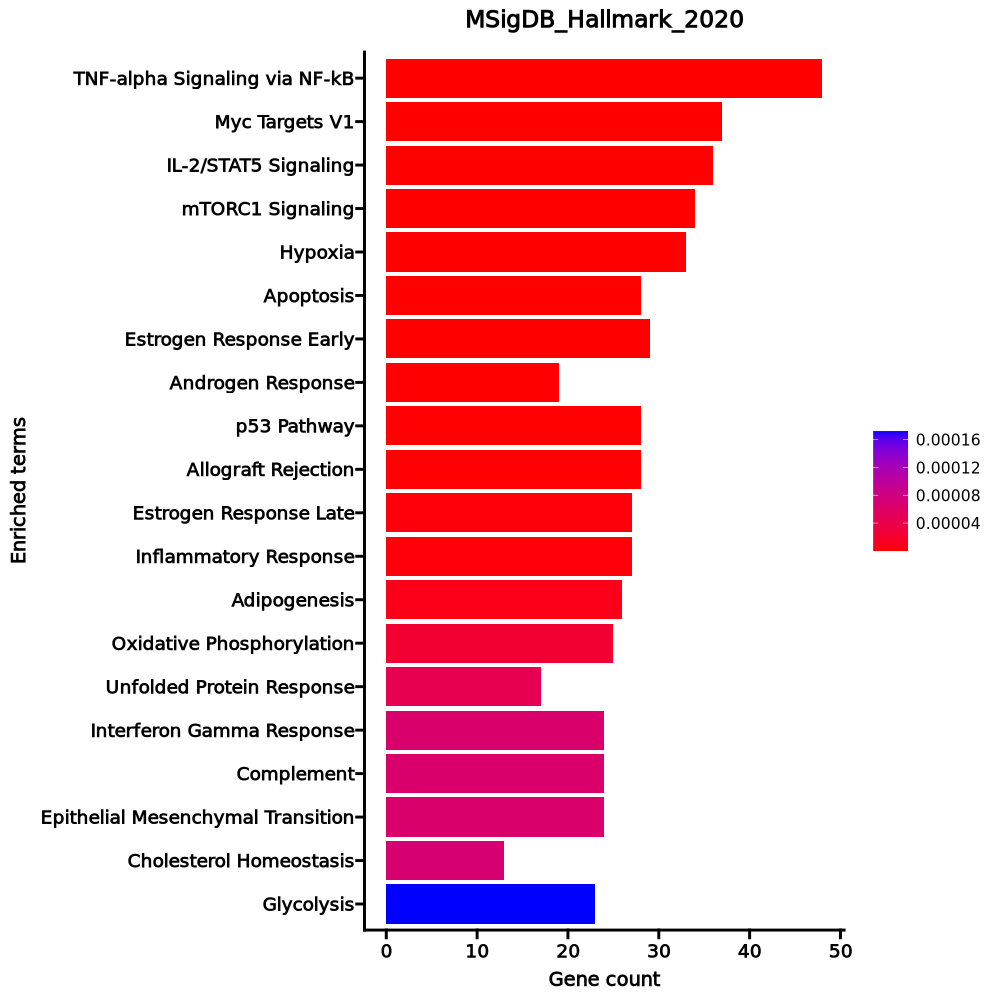 MSigDB_Hallmark_2020
TNF-alpha Signaling via NF-kB
Myc Targets V1
IL-2/STAT5 Signaling
mTORC1 Signaling
Hypoxia
Apoptosis
Estrogen Response Early
Androgen Response
p53 Pathway
Allograft Rejection
Estrogen Response Late
Inflammatory Response
Adipogenesis
Oxidative Phosphorylation
Unfolded Protein Response
Interferon Gamma Response
Complement
Epithelial Mesenchymal Transition
Cholesterol Homeostasis
Glycolysis
Enriched terms
0 10 20 30 40 50
Gene count
0.00016
0.00012
0.00008
0.00004